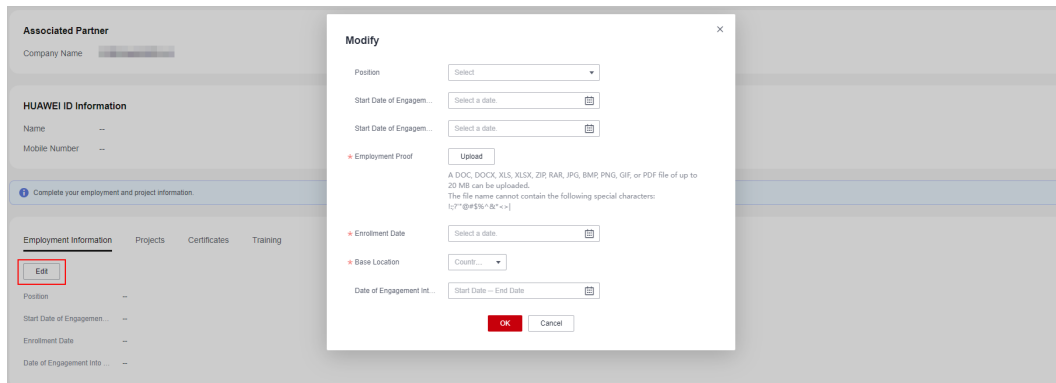 Associated Partner
Company Name
HUAWEI ID Information
Name --
Mobile Number --
Complete your employment and project information.
Employment Information Projects Certificates Training
Edit
Position --
Start Date of Engagemen... --
Enrollment Date --
Date of Engagement Into ... --
Modify
Position Select
Start Date of Engagem... Select a date.
Start Date of Engagem... Select a date.
* Employment Proof Upload
A DOC, DOCX, XLS, XLSX, ZIP, RAR, JPG, BMP, PNG, GIF, or PDF file of up to
20 MB can be uploaded.
The file name cannot contain the following special characters:
* Enrollment Date Select a date.
* Base Location Countr...
Date of Engagement Int... Start Date -- End Date
OK Cancel